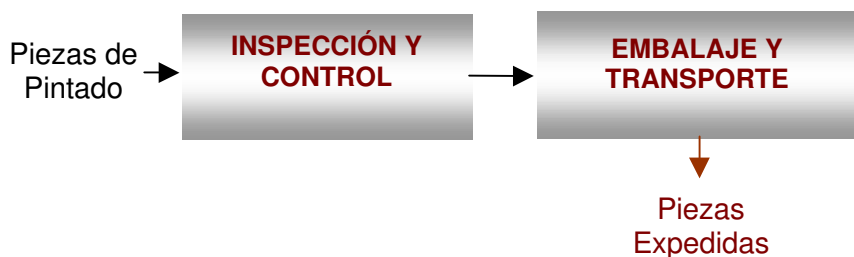 Piezas de
Pintado
INSPECCIÓN Y
CONTROL
EMBALAJE Y
TRANSPORTE
Piezas
Expedidas